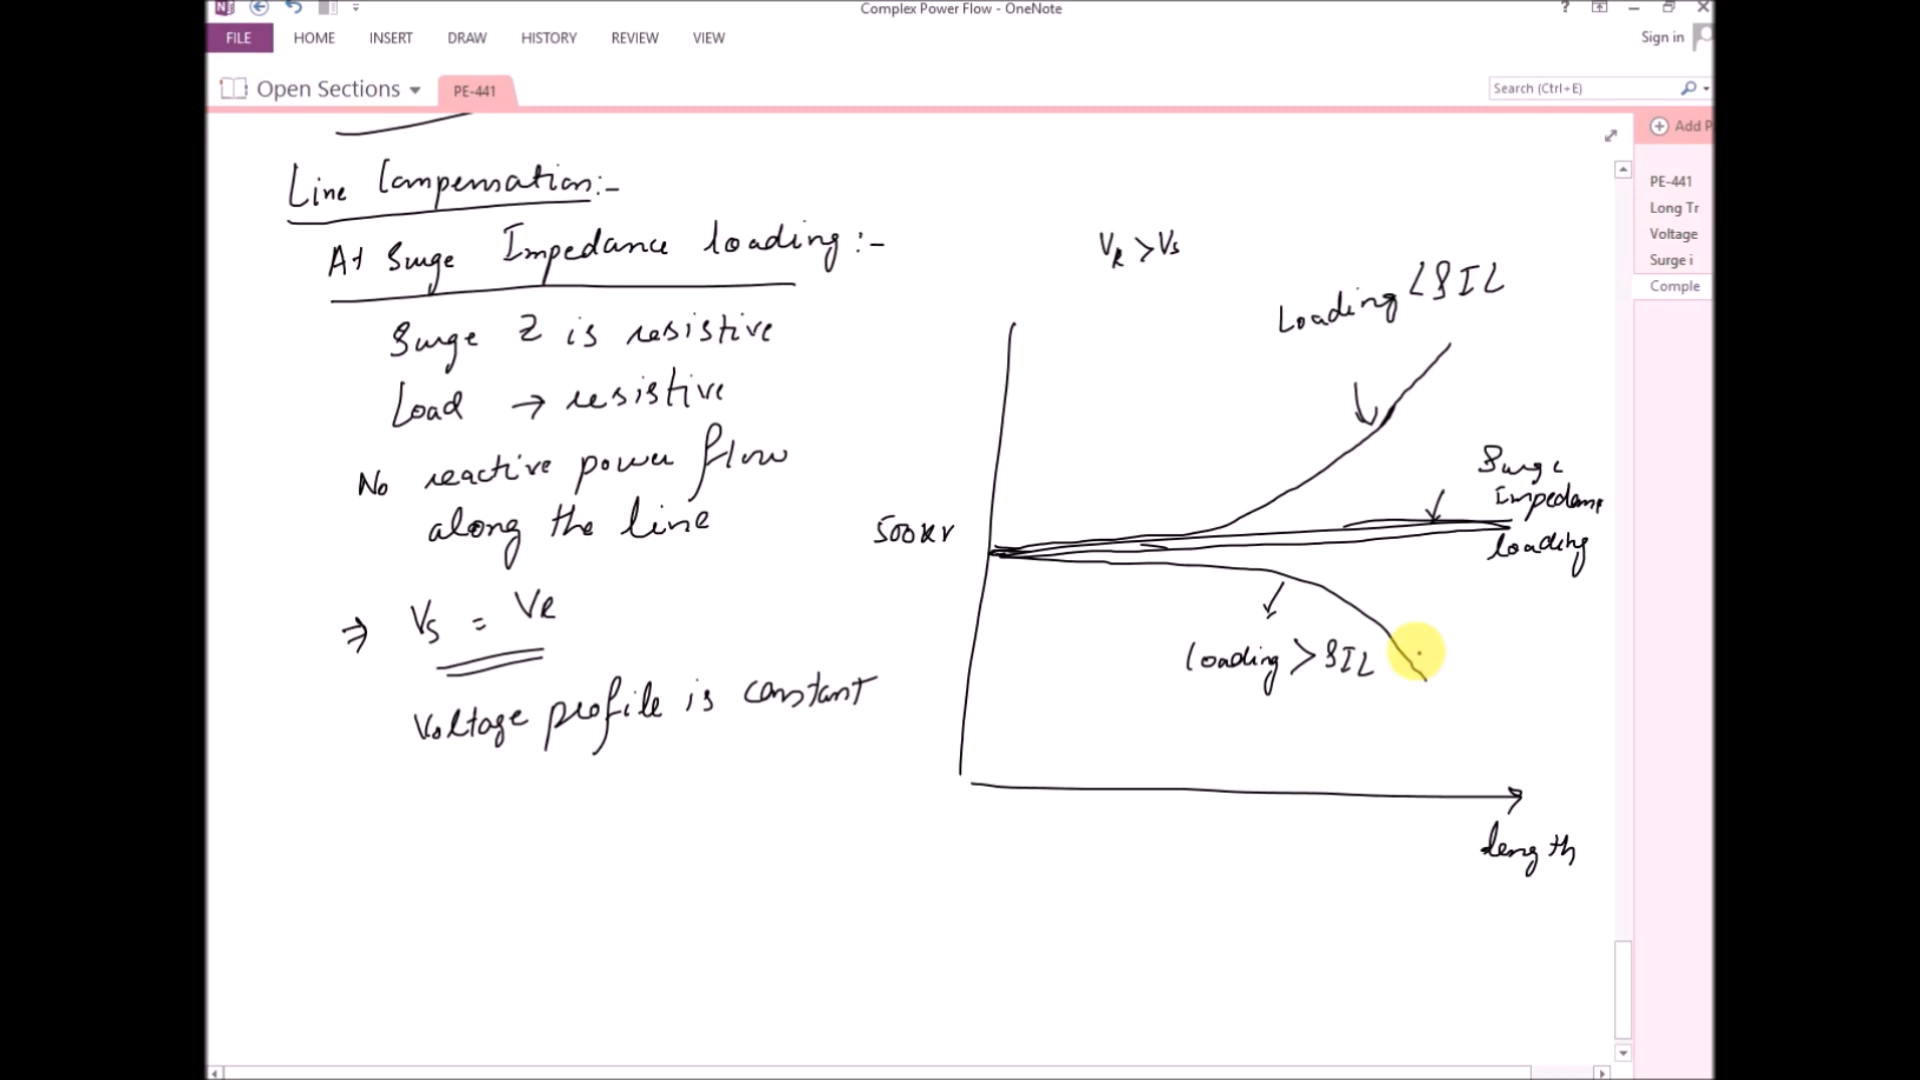 Complex Power Flow - OneNote
?
FILE HOME INSERT DRAW HISTORY REVIEW VIEW
Sign in
Open Sections
PE-441
Search (Ctrl+E)
Add P
PE-441
Long Tr
Voltage
Surge i
Comple
Line Compensation:-
At Surge Impedance loading:-
Surge Z is resistive
Load → resistive
No reactive power flow
along the line
⇒ Vs = VR
Voltage profile is constant
VR > Vs
Loading < SIL
Surge
Impedance
loading
500KV
loading > SIL
length